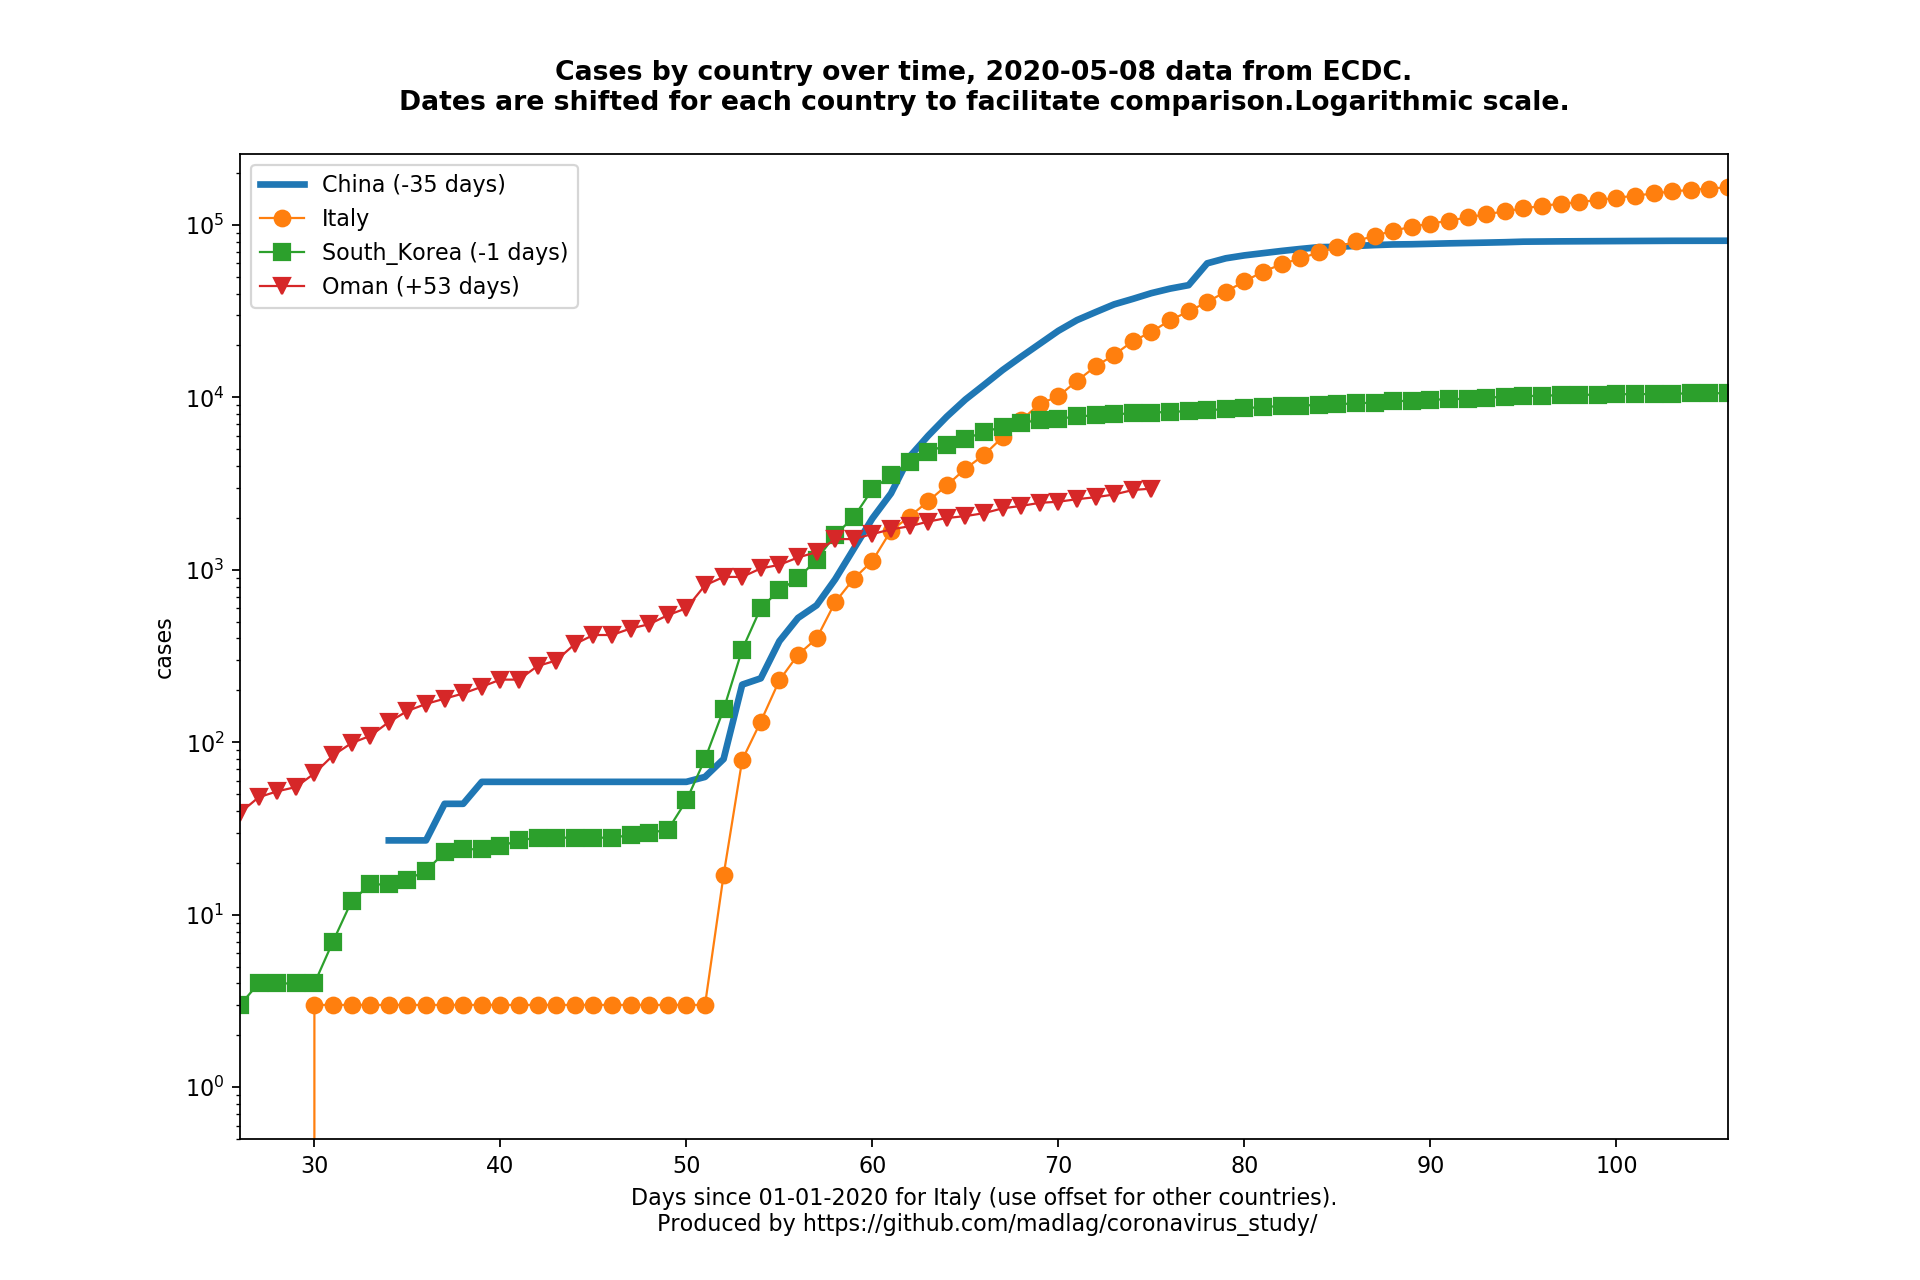 Cases by country over time, 2020-05-08 data from ECDC.
Dates are shifted for each country to facilitate comparison.Logarithmic scale.
China (-35 days)
Italy
South_Korea (-1 days)
Oman (+53 days)
10^5
10^4
10^3
10^2
10^1
10^0
cases
30 40 50 60 70 80 90 100
Days since 01-01-2020 for Italy (use offset for other countries).
Produced by https://github.com/madlag/coronavirus_study/